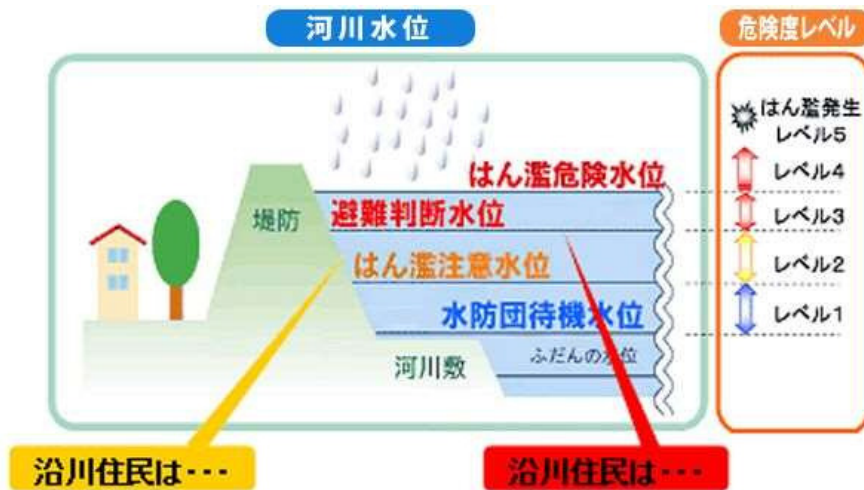 河川水位
危険度レベル
はん濫発生
レベル5
はん濫危険水位
レベル4
避難判断水位
レベル3
堤防
はん濫注意水位
レベル2
水防団待機水位
レベル1
ふだんの水位
河川敷
沿川住民は・・・
沿川住民は・・・